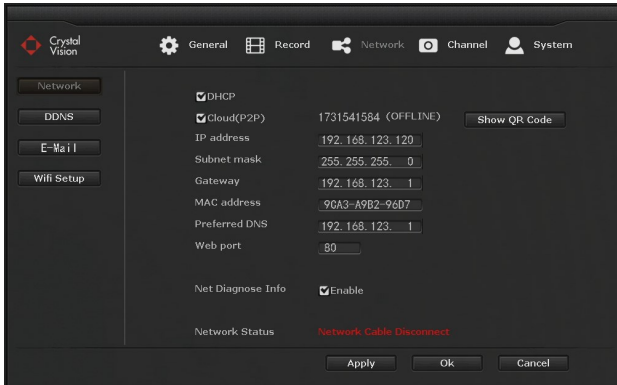 Crystal
Vision
General
Record
Network
Channel
System
Network
DDNS
E-Mail
Wifi Setup
DHCP
Cloud(P2P) 1731541584 (OFFLINE) Show QR Code
IP address 192.168.123.120
Subnet mask 255.255.255. 0
Gateway 192.168.123. 1
MAC address 9CA3-A9B2-96D7
Preferred DNS 192.168.123. 1
Web port 80
Net Diagnose Info Enable
Network Status Network Cable Disconnect
Apply Ok Cancel